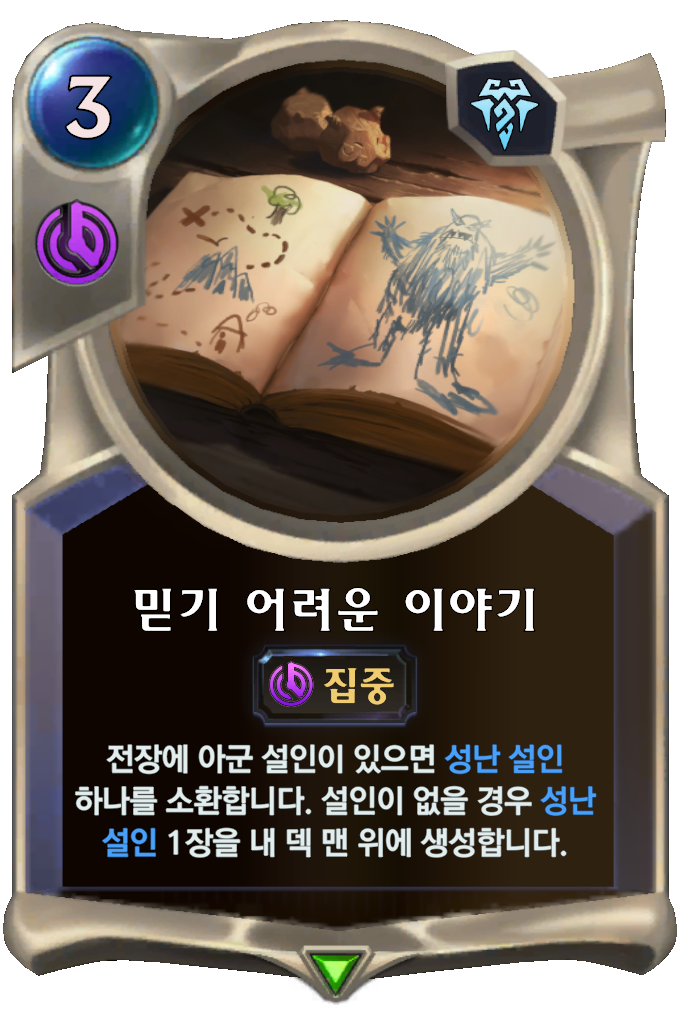 3
믿기 어려운 이야기
집중
전장에 아군 설인이 있으면 성난 설인
하나를 소환합니다. 설인이 없을 경우 성난
설인 1장을 내 덱 맨 위에 생성합니다.